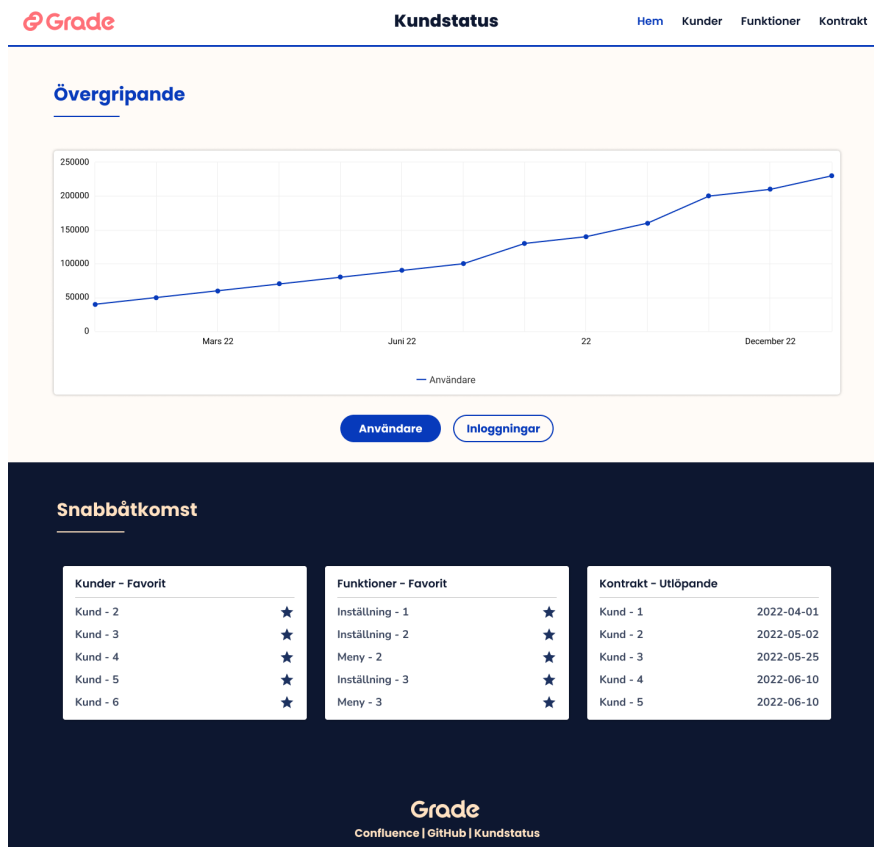 Grade
Kundstatus
Hem Kunder Funktioner Kontrakt
Övergripande
250000
200000
150000
100000
50000
0
Mars 22 Juni 22 22 December 22
Användare
Användare Inloggningar
Snabbåtkomst
Kunder - Favorit
Kund - 2
Kund - 3
Kund - 4
Kund - 5
Kund - 6
Funktioner - Favorit
Inställning - 1
Inställning - 2
Meny - 2
Inställning - 3
Meny - 3
Kontrakt - Utlöpande
Kund - 1 2022-04-01
Kund - 2 2022-05-02
Kund - 3 2022-05-25
Kund - 4 2022-06-10
Kund - 5 2022-06-10
Grade
Confluence | GitHub | Kundstatus